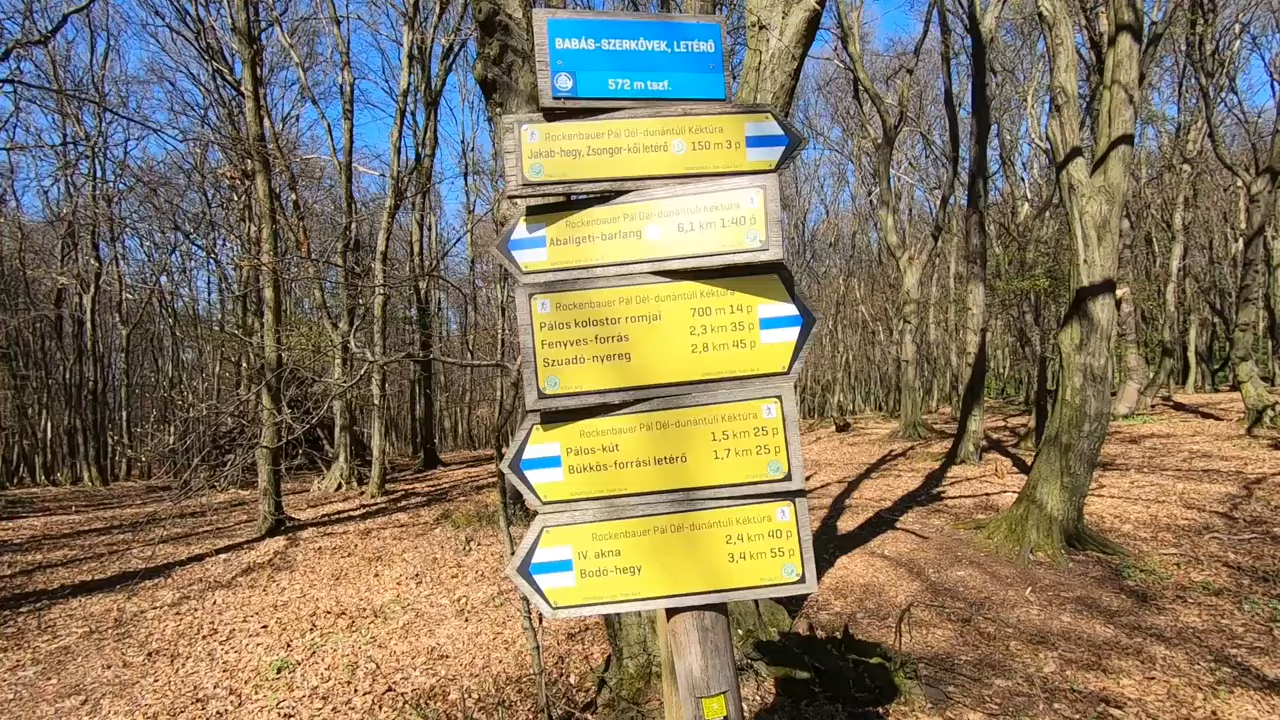 BABÁS-SZERKÖVEK, LETÉRŐ
572 m tszf.
Rockenbauer Pál Dél-dunántúli Kéktúra
Jakab-hegy, Zsongor-kői letérő 150 m 3 p
Rockenbauer Pál Dél-dunántúli Kéktúra
Abaligeti-barlang 6,1 km 1:40 ó
Rockenbauer Pál Dél-dunántúli Kéktúra
Pálos kolostor romjai 700 m 14 p
Fenyves-forrás 2,3 km 35 p
Szuadó-nyereg 2,8 km 45 p
Rockenbauer Pál Dél-dunántúli Kéktúra
Pálos-kút 1,5 km 25 p
Bükkös-forrási letérő 1,7 km 25 p
Rockenbauer Pál Dél-dunántúli Kéktúra
IV. akna 2,4 km 40 p
Bodó-hegy 3,4 km 55 p